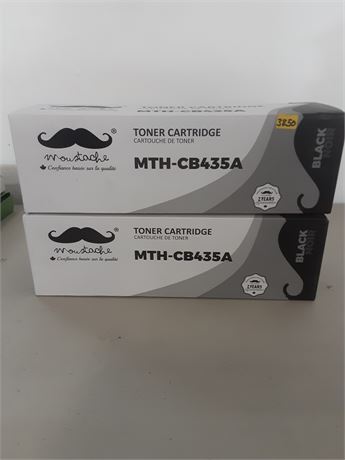 3R50
®
moustache
Confiance basée sur la qualité
TONER CARTRIDGE
CARTOUCHE DE TONER
MTH-CB435A
2 YEARS
BLACK
NOIR
®
moustache
Confiance basée sur la qualité
TONER CARTRIDGE
CARTOUCHE DE TONER
MTH-CB435A
2 YEARS
BLACK
NOIR